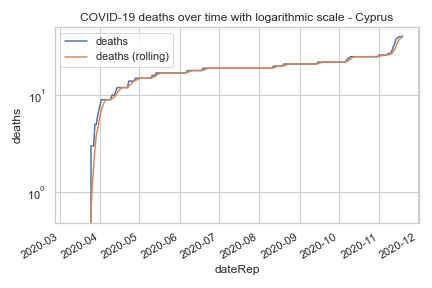 COVID-19 deaths over time with logarithmic scale - Cyprus
deaths
deaths (rolling)
10¹
10⁰
deaths
2020-03
2020-04
2020-05
2020-06
2020-07
2020-08
2020-09
2020-10
2020-11
2020-12
dateRep